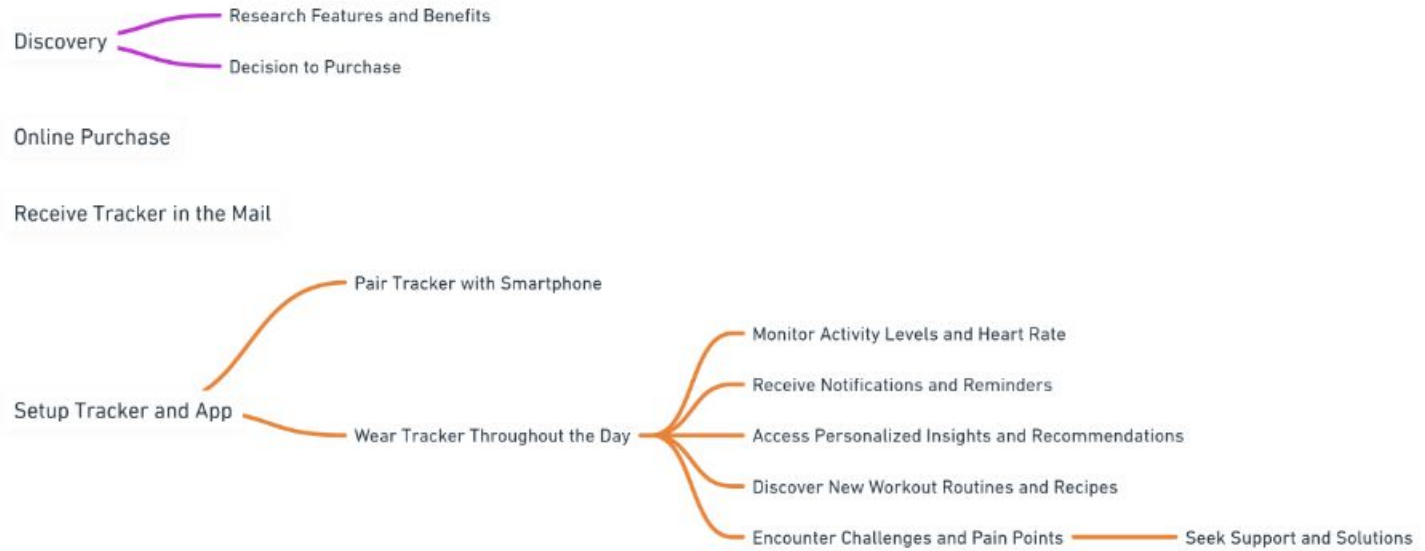 Research Features and Benefits
Discovery
Decision to Purchase
Online Purchase
Receive Tracker in the Mail
Pair Tracker with Smartphone
Monitor Activity Levels and Heart Rate
Receive Notifications and Reminders
Setup Tracker and App
Wear Tracker Throughout the Day
Access Personalized Insights and Recommendations
Discover New Workout Routines and Recipes
Encounter Challenges and Pain Points
Seek Support and Solutions